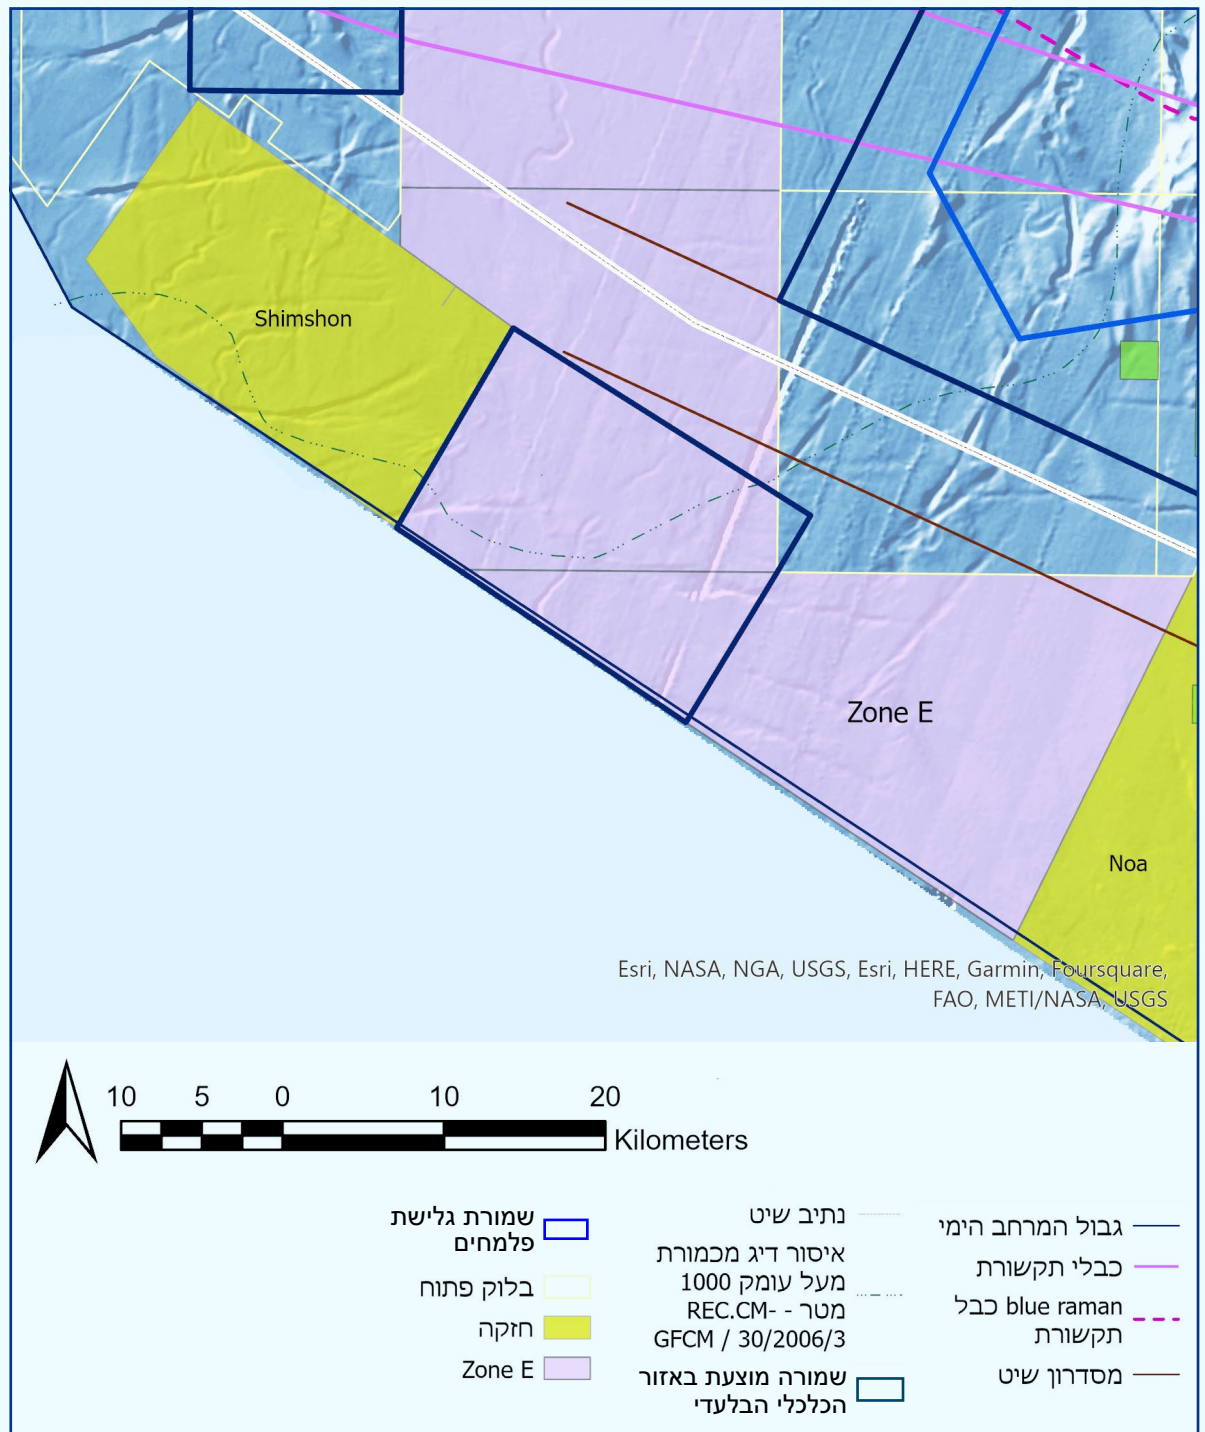 Shimshon
Zone E
Noa
Esri, NASA, NGA, USGS, Esri, HERE, Garmin, Foursquare,
FAO, METI/NASA, USGS
10 5 0 10 20
Kilometers
גבול המרחב הימי
כבלי תקשורת
blue raman כבל
תקשורת
מסדרון שיט
נתיב שיט
איסור דיג מכמורת
מעל עומק 1000
מטר - -REC.CM
GFCM / 30/2006/3
שמורה מוצעת באזור
הכלכלי הבלעדי
שמורת גלישת
פלמחים
בלוק פתוח
חזקה
Zone E